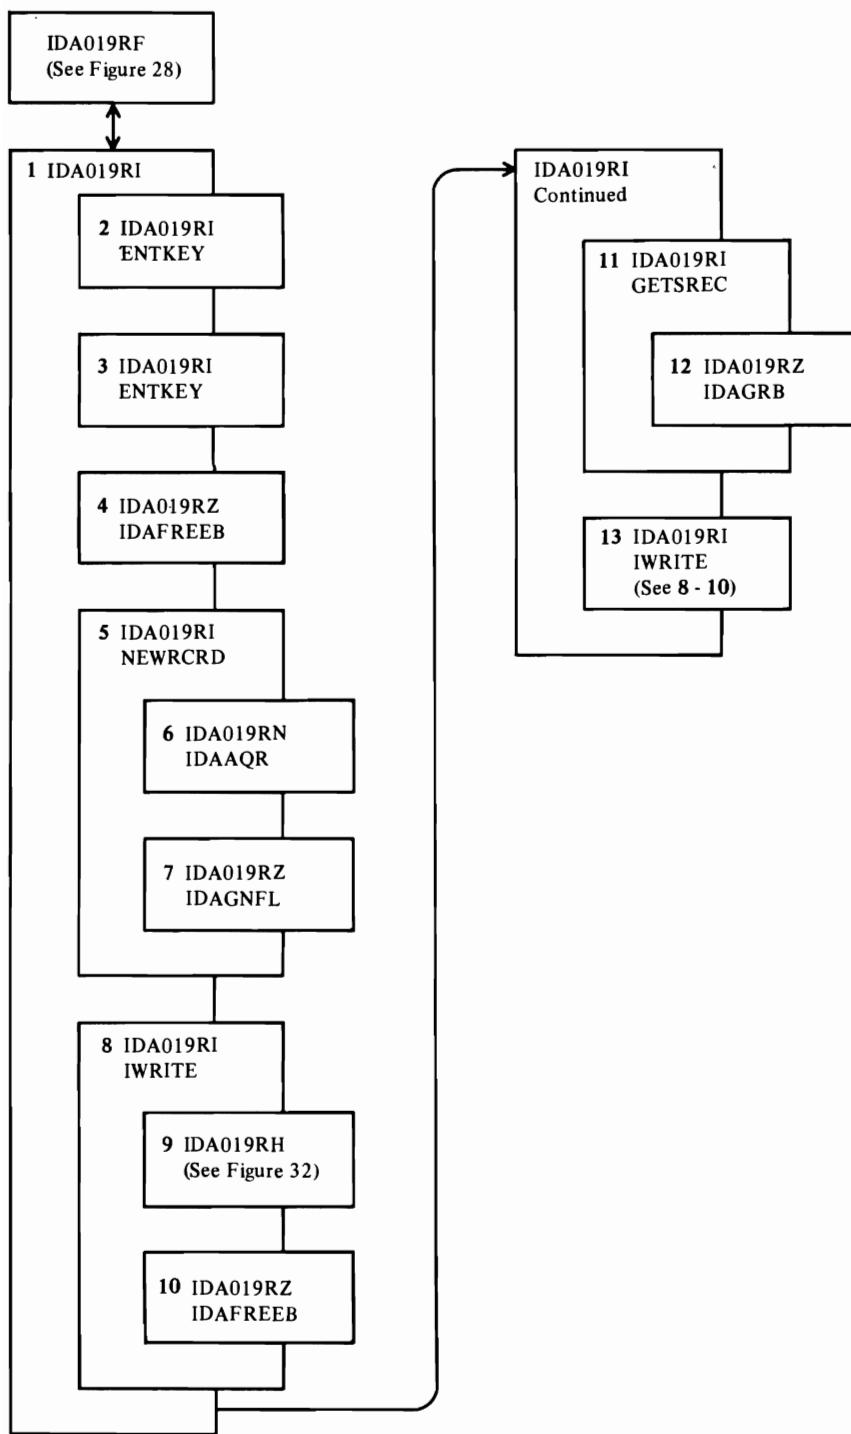 IDA019RF
(See Figure 28)
1 IDA019RI
2 IDA019RI
ENTKEY
3 IDA019RI
ENTKEY
4 IDA019RZ
IDAFREEB
5 IDA019RI
NEWRCRD
6 IDA019RN
IDAAQR
7 IDA019RZ
IDAGNFL
8 IDA019RI
IWRITE
9 IDA019RH
(See Figure 32)
10 IDA019RZ
IDAFREEB
IDA019RI
Continued
11 IDA019RI
GETSREC
12 IDA019RZ
IDAGRB
13 IDA019RI
IWRITE
(See 8 - 10)